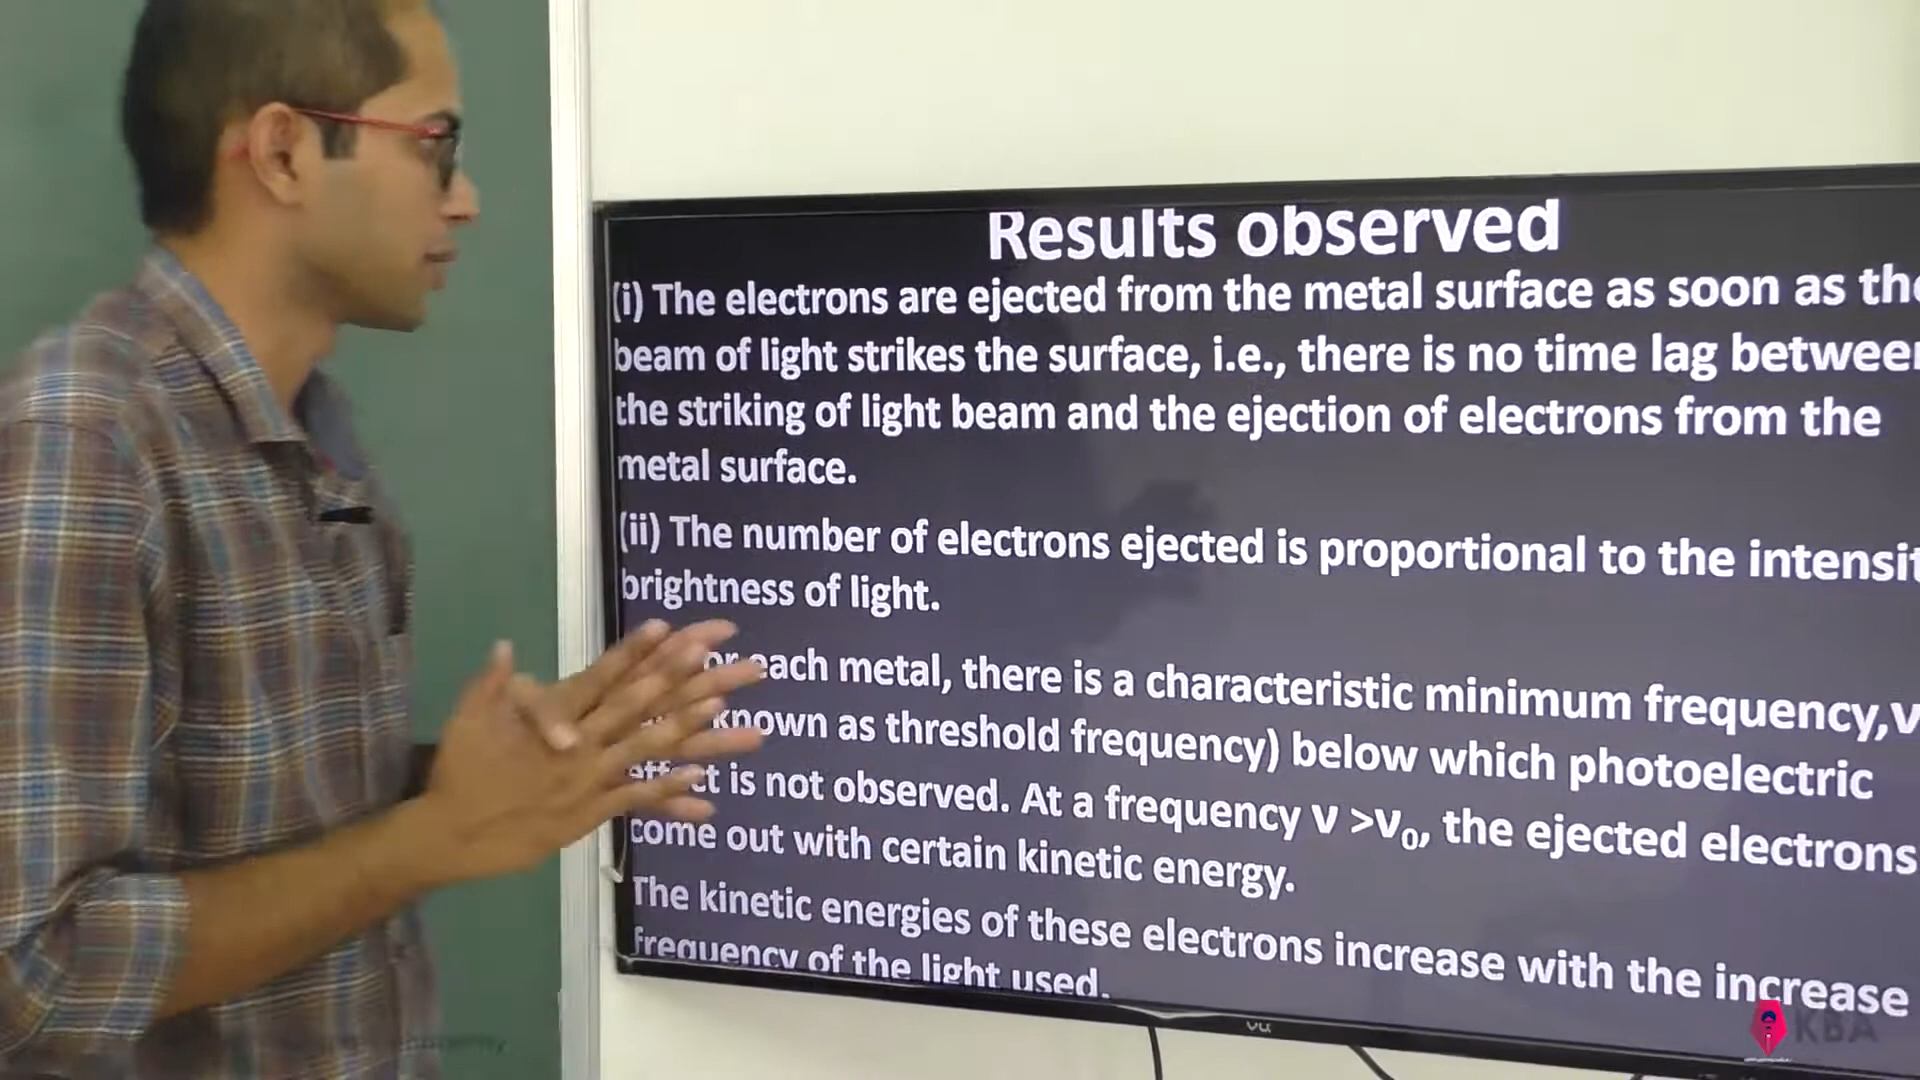 Results observed
(i) The electrons are ejected from the metal surface as soon as the
beam of light strikes the surface, i.e., there is no time lag between
the striking of light beam and the ejection of electrons from the
metal surface.
(ii) The number of electrons ejected is proportional to the intensit
brightness of light.
or each metal, there is a characteristic minimum frequency,ν
known as threshold frequency) below which photoelectric
effect is not observed. At a frequency ν >ν₀, the ejected electrons
come out with certain kinetic energy.
The kinetic energies of these electrons increase with the increase
frequency of the light used.
VU
KBA